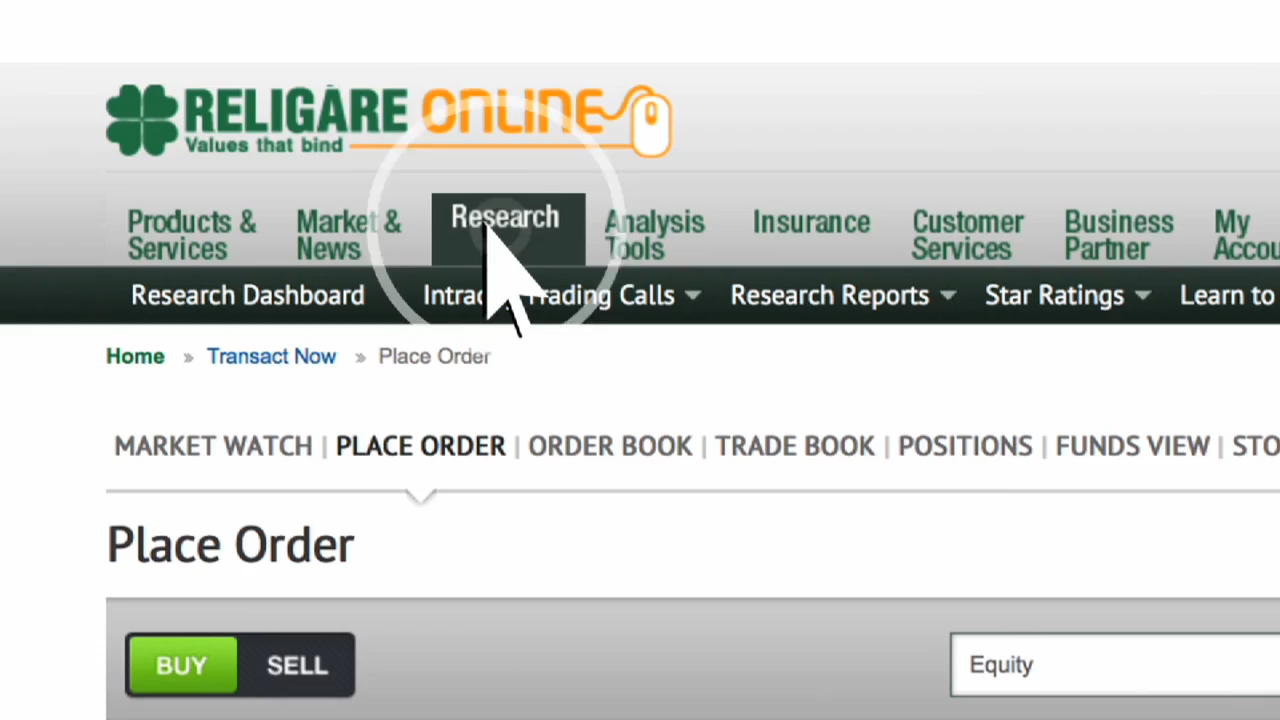 RELIGARE ONLINE
Values that bind
Products & Services
Market & News
Research
Analysis Tools
Insurance
Customer Services
Business Partner
My
Research Dashboard
Trading Calls
Research Reports
Star Ratings
Learn to
Home » Transact Now » Place Order
MARKET WATCH | PLACE ORDER | ORDER BOOK | TRADE BOOK | POSITIONS | FUNDS VIEW |
Place Order
BUY SELL
Equity